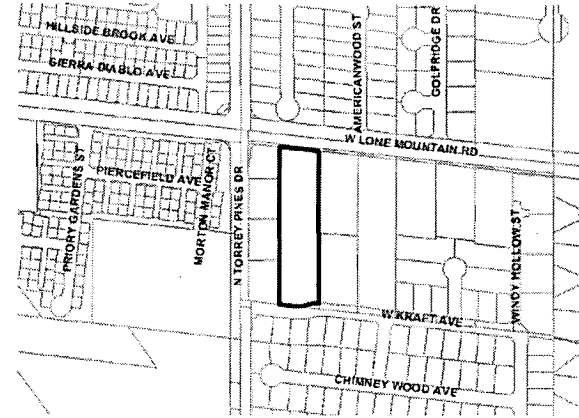 HILLSIDE BROOK AVE
SIERRA DIABLO AVE
AMERICANWOOD ST
GOLFRIDGE DR
W LONE MOUNTAIN RD
PRIORY GARDENS ST
PIERCEFIELD AVE
MORTON MANOR CT
N TORREY PINES DR
WINDY HOLLOW ST
W KRAFT AVE
CHIMNEY WOOD AVE